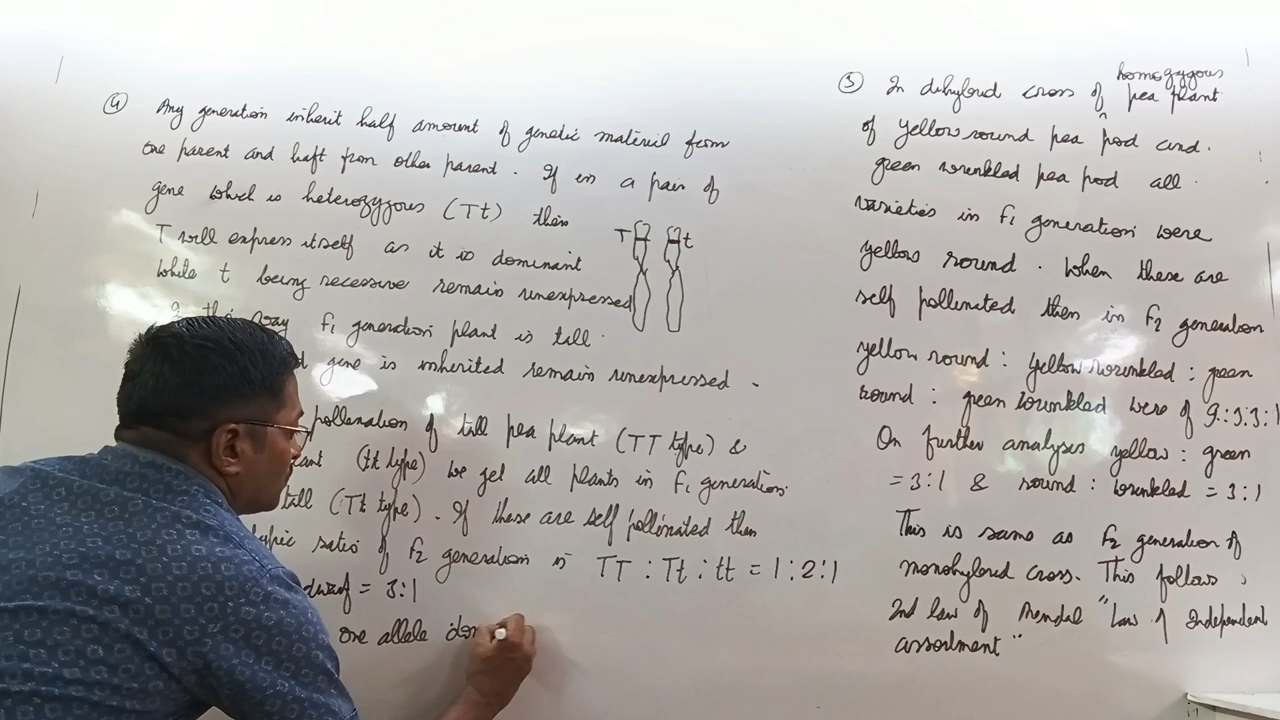 ④ Any generation inherit half amount of genetic material from
one parent and haft from other parent. If in a pair of
gene which is heterozygous (Tt) then
T will express itself as it is dominant
while t being recessive remain unexpressed
way F1 generation plant is tall.
gene is inherited remain unexpressed.
T t
pollenation of tall pea plant (TT type) &
(tt type) we get all plants in F1 generation
tall (Tt type). If these are self pollinated then
ratio of F2 generation is TT : Tt : tt = 1 : 2 : 1
dwarf = 3:1
one allele
③ In dihybrid cross of homozygous pea plant
of yellow round pea pod and.
green wrinkled pea pod all.
varieties in F1 generation were
yellow round. When these are
self pollinated then in F2 generation
yellow round : yellow wrinkled : green
round : green wrinkled were of 9:3:3:1
On further analyses yellow : green
= 3:1 & round : wrinkled = 3:1
This is same as F2 generation of
monohybrid cross. This follows
2nd law of Mendal "Law of Independent
assortment"